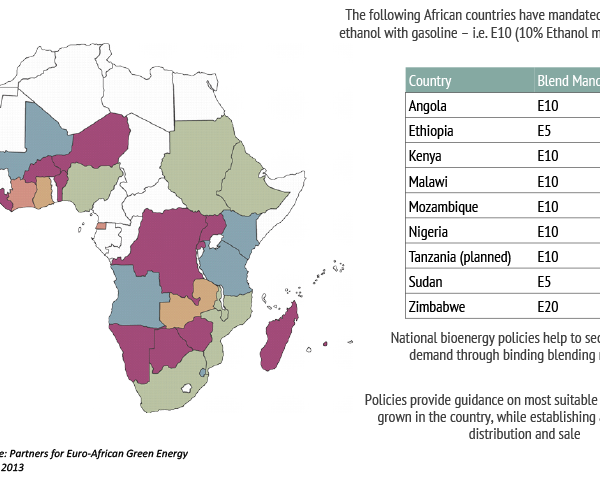 The following African countries have mandated
ethanol with gasoline – i.e. E10 (10% Ethanol
Country Blend
Angola E10
Ethiopia E5
Kenya E10
Malawi E10
Mozambique E10
Nigeria E10
Tanzania (planned) E10
Sudan E5
Zimbabwe E20
National bioenergy policies help to
demand through binding blending
Policies provide guidance on most suitable
grown in the country, while establishing
distribution and sale
Partners for Euro-African Green Energy
2013